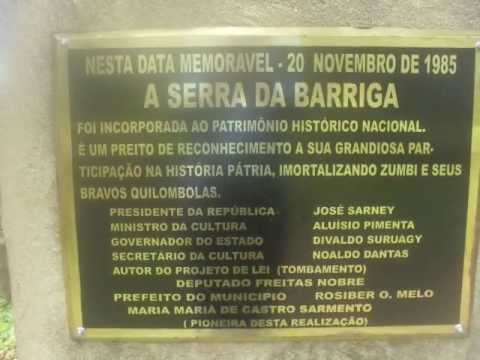 NESTA DATA MEMORAVEL - 20 NOVEMBRO DE 1985
A SERRA DA BARRIGA
FOI INCORPORADA AO PATRIMÔNIO HISTÓRICO NACIONAL.
É UM PREITO DE RECONHECIMENTO A SUA GRANDIOSA PAR-
TICIPAÇÃO NA HISTÓRIA PÁTRIA, IMORTALIZANDO ZUMBI E SEUS
BRAVOS QUILOMBOLAS.
PRESIDENTE DA REPÚBLICA JOSÉ SARNEY
MINISTRO DA CULTURA ALUÍSIO PIMENTA
GOVERNADOR DO ESTADO DIVALDO SURUAGY
SECRETÁRIO DA CULTURA NOALDO DANTAS
AUTOR DO PROJETO DE LEI (TOMBAMENTO)
DEPUTADO FREITAS NOBRE
PREFEITO DO MUNICIPIO ROSIBER O. MELO
MARIA MARIÁ DE CASTRO SARMENTO
( PIONEIRA DESTA REALIZAÇÃO)